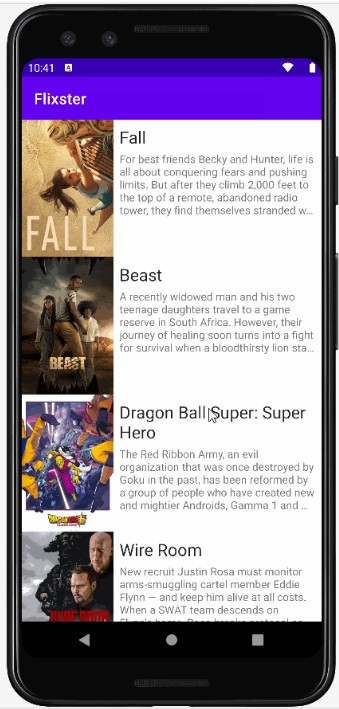 10:41
Flixster
Fall
For best friends Becky and Hunter, life is
all about conquering fears and pushing
limits. But after they climb 2,000 feet to
the top of a remote, abandoned radio
tower, they find themselves stranded w...
FALL
Beast
A recently widowed man and his two
teenage daughters travel to a game
reserve in South Africa. However, their
journey of healing soon turns into a fight
for survival when a bloodthirsty lion sta...
BEAST
Dragon Ball Super: Super
Hero
The Red Ribbon Army, an evil
organization that was once destroyed by
Goku in the past, has been reformed by
a group of people who have created new
and mightier Androids, Gamma 1 and ...
Wire Room
New recruit Justin Rosa must monitor
arms-smuggling cartel member Eddie
Flynn — and keep him alive at all costs.
When a SWAT team descends on
WIRE ROOM